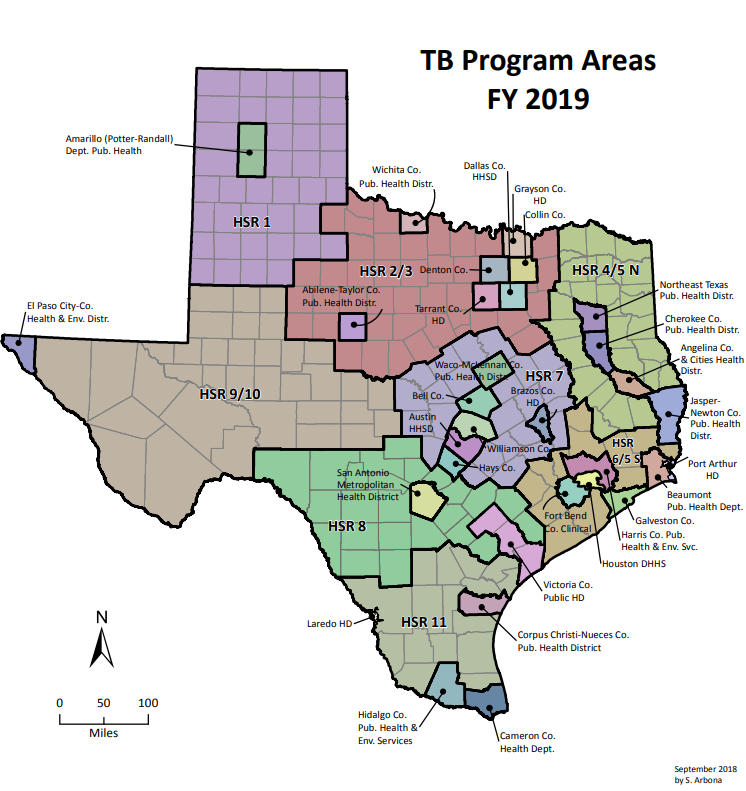 TB Program Areas
FY 2019
Amarillo (Potter-Randall)
Dept. Pub. Health
Wichita Co.
Pub. Health Distr.
Dallas Co.
HHSD
Grayson Co.
HD
Collin Co.
HSR 1
HSR 2/3
Denton Co.
HSR 4/5 N
Abilene-Taylor Co.
Pub. Health Distr.
Tarrant Co.
HD
Northeast Texas
Pub. Health Distr.
El Paso City-Co.
Health & Env. Distr.
Cherokee Co.
Pub. Health Distr.
Angelina Co.
& Cities Health
Distr.
Waco-Mclennan Co.
Pub. Health Distr.
HSR 7
HSR 9/10
Bell Co.
Brazos Co.
HD
Jasper-
Newton Co.
Pub. Health
Distr.
Austin
HHSD
Williamson Co.
HSR
6/5 S
Hays Co.
Port Arthur
HD
San Antonio
Metropolitan
Health District
Beaumont
Pub. Health Dept.
HSR 8
Fort Bend
Co. Clinical
Galveston Co.
Harris Co. Pub.
Health & Env. Svc.
Houston DHHS
Victoria Co.
Public HD
N
Laredo HD
HSR 11
Corpus Christi-Nueces Co.
Pub. Health District
0 50 100
Miles
Hidalgo Co.
Pub. Health &
Env. Services
Cameron Co.
Health Dept.
September 2018
by S. Arbona